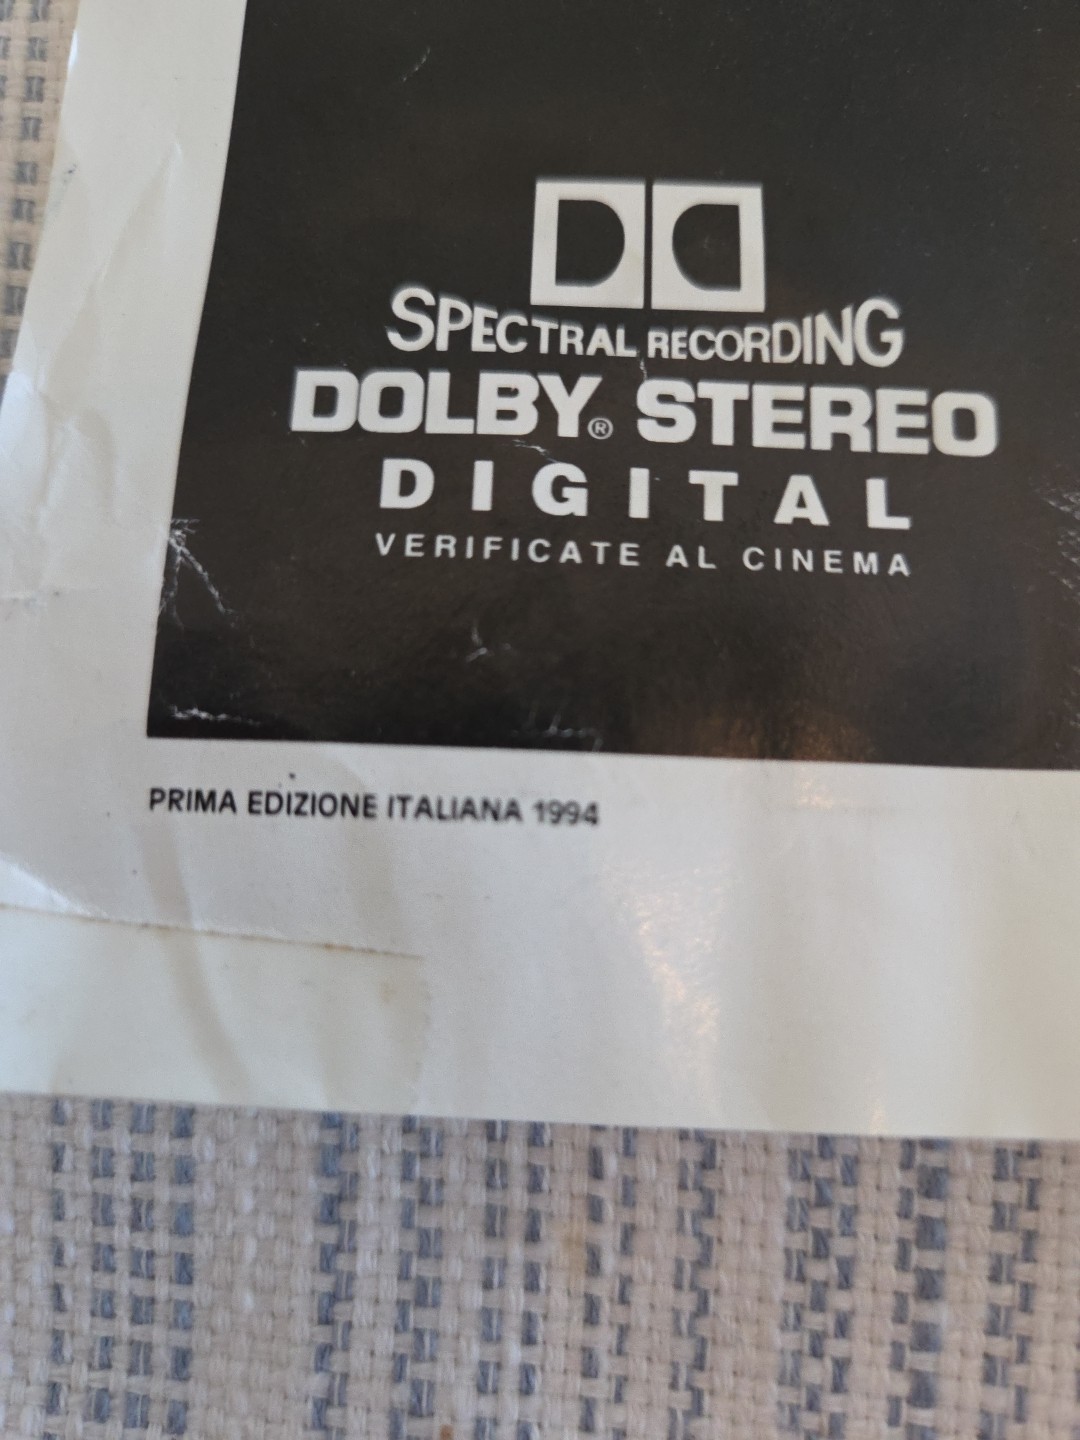 SPECTRAL RECORDING
DOLBY® STEREO
DIGITAL
VERIFICATE AL CINEMA
PRIMA EDIZIONE ITALIANA 1994